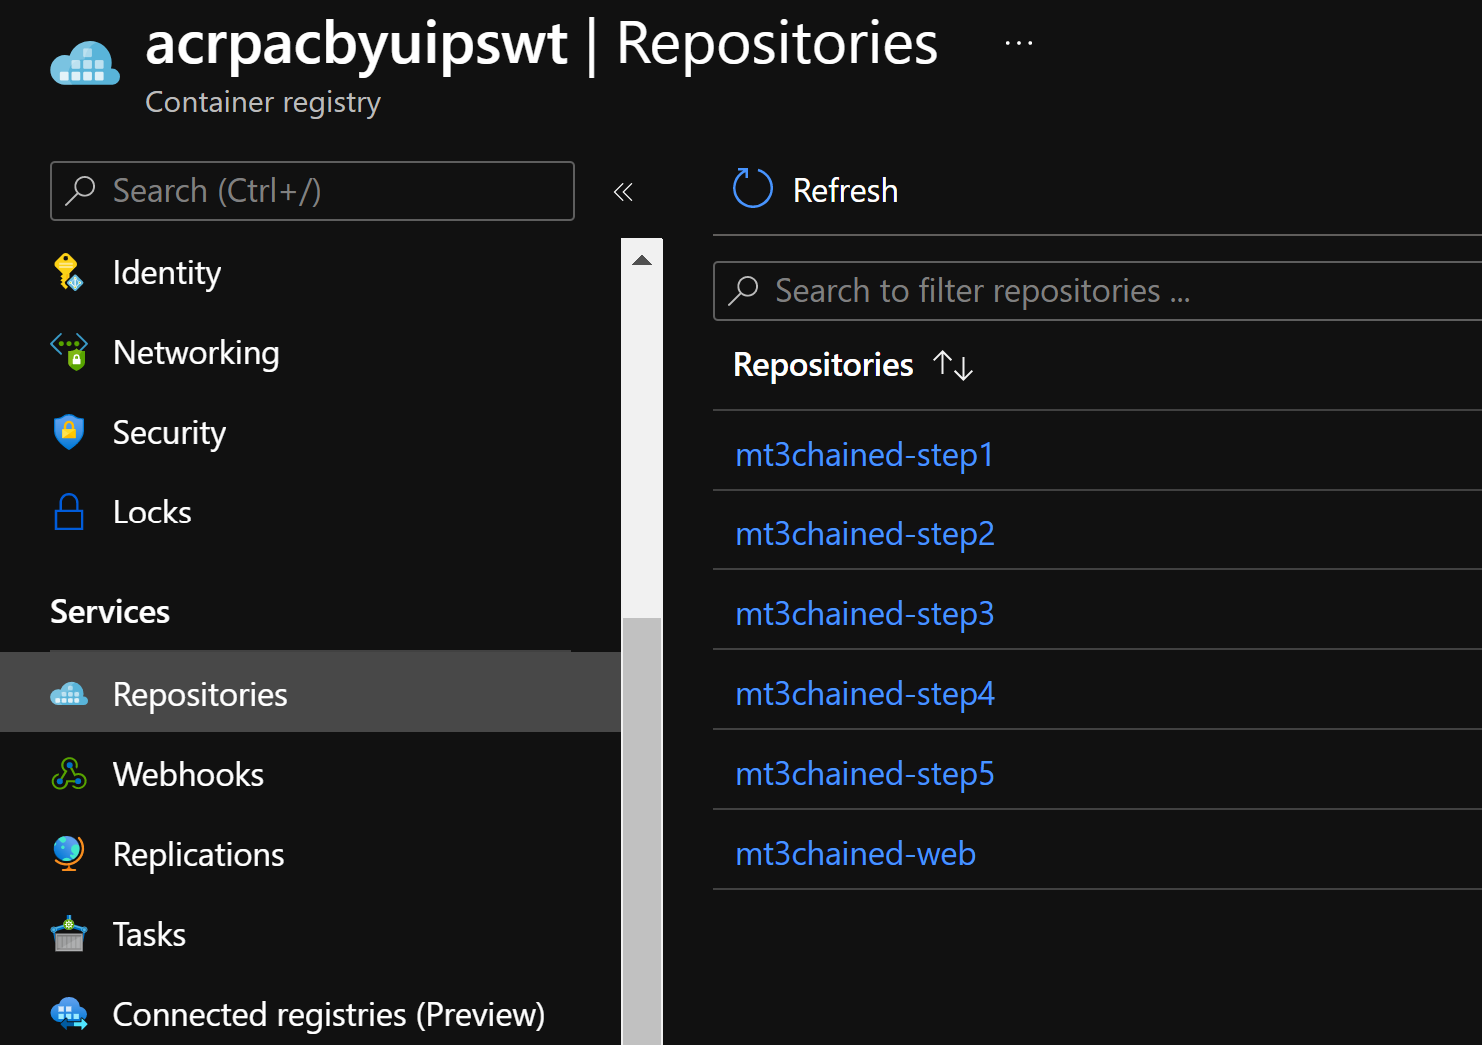 acrpacbyuipswt | Repositories ...
Container registry
Search (Ctrl+/)
«
Identity
Networking
Security
Locks
Services
Repositories
Webhooks
Replications
Tasks
Connected registries (Preview)
Refresh
Search to filter repositories ...
Repositories ↑↓
mt3chained-step1
mt3chained-step2
mt3chained-step3
mt3chained-step4
mt3chained-step5
mt3chained-web